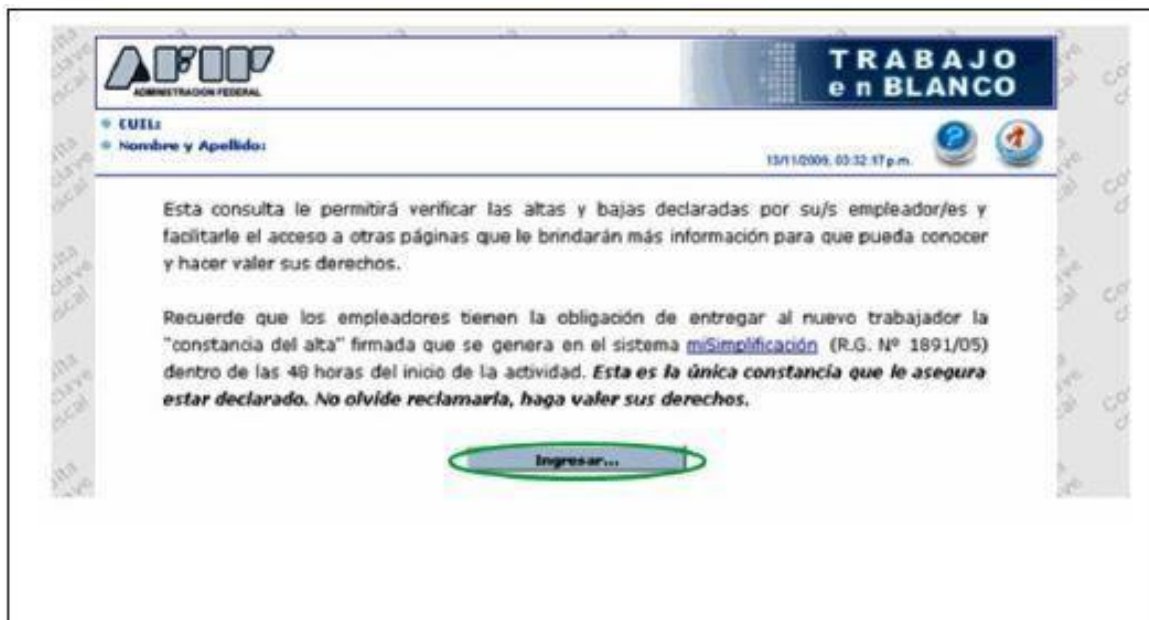 AFIP
ADMINISTRACION FEDERAL
TRABAJO
en BLANCO
CUIL:
Nombre y Apellido:
13/11/2009, 03:32:17 p.m.
Esta consulta le permitirá verificar las altas y bajas declaradas por su/s empleador/es y
facilitarle el acceso a otras páginas que le brindarán más información para que pueda conocer
y hacer valer sus derechos.
Recuerde que los empleadores tienen la obligación de entregar al nuevo trabajador la
"constancia del alta" firmada que se genera en el sistema miSimplificación (R.G. Nº 1891/05)
dentro de las 48 horas del inicio de la actividad. Esta es la única constancia que le asegura
estar declarado. No olvide reclamarla, haga valer sus derechos.
Ingresar...